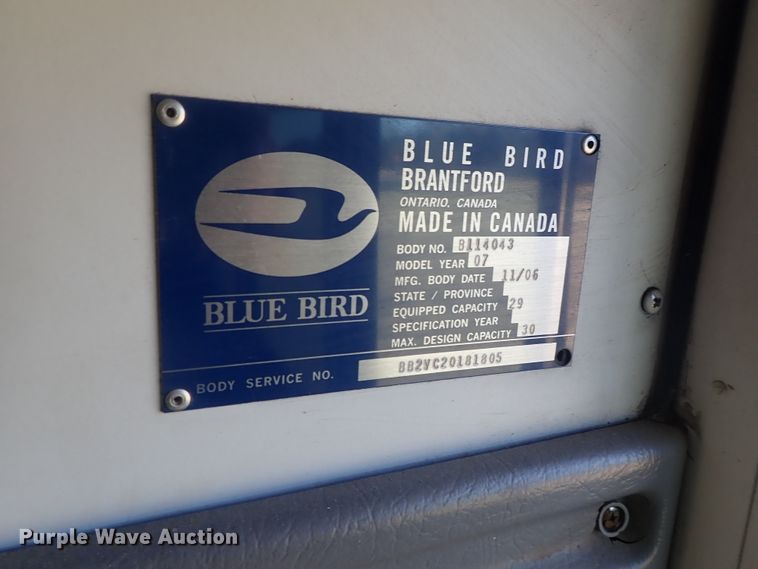 BLUE BIRD
BLUE BIRD
BRANTFORD
ONTARIO, CANADA
MADE IN CANADA
BODY NO. B114043
MODEL YEAR 07
MFG. BODY DATE 11/06
STATE / PROVINCE
EQUIPPED CAPACITY 29
SPECIFICATION YEAR
MAX. DESIGN CAPACITY 30
BODY SERVICE NO. BB2VC20181805
Purple Wave Auction